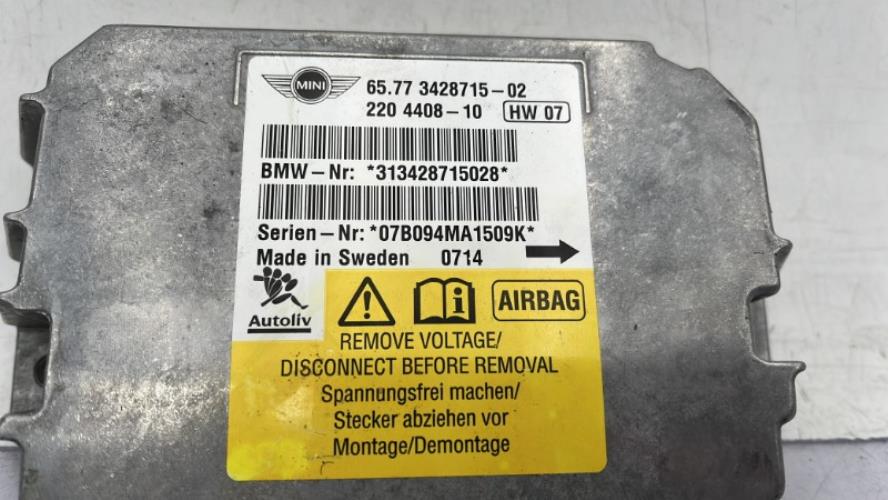 MINI
65.77 3428715-02
220 4408-10 HW 07
BMW-Nr: *313428715028*
Serien-Nr: *07B094MA1509K*
Made in Sweden 0714
Autoliv
AIRBAG
REMOVE VOLTAGE/
DISCONNECT BEFORE REMOVAL
Spannungsfrei machen/
Stecker abziehen vor
Montage/Demontage